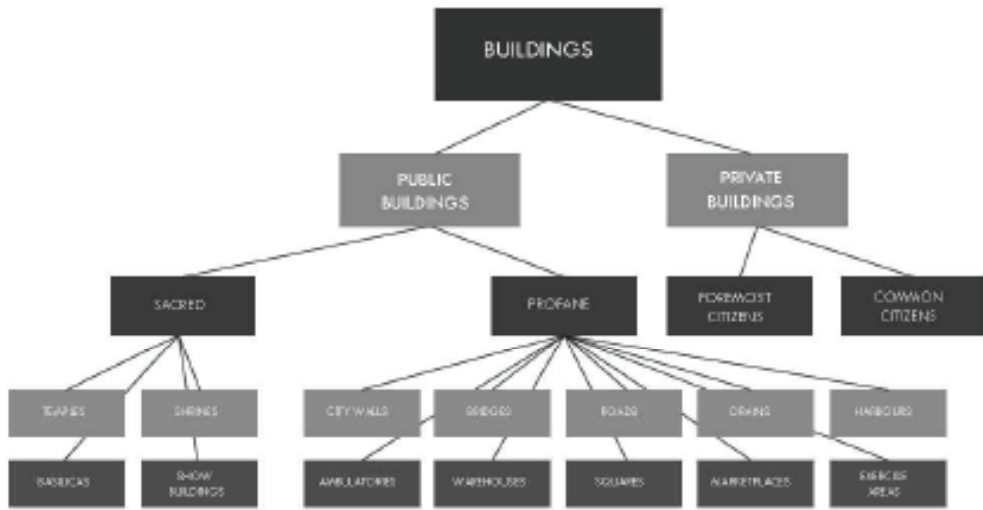 BUILDINGS
PUBLIC
BUILDINGS
PRIVATE
BUILDINGS
SACRED
PROFANE
FOREMOST
CITIZENS
COMMON
CITIZENS
TEMPLES
SHRINES
CITY WALLS
BRIDGES
ROADS
DRAINS
HARBOURS
BASILICAS
SHOW
BUILDINGS
AMBULATORIES
WAREHOUSES
SQUARES
MARKETPLACES
EXERCISE
AREAS